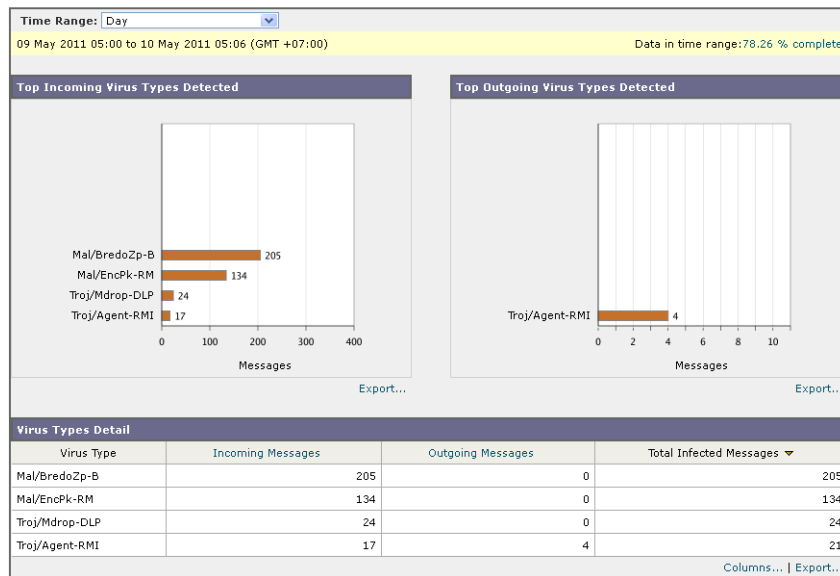 Time Range: Day
09 May 2011 05:00 to 10 May 2011 05:06 (GMT +07:00) Data in time range:78.26 % complete
Top Incoming Virus Types Detected
Mal/BredoZp-B 205
Mal/EncPk-RM 134
Troj/Mdrop-DLP 24
Troj/Agent-RMI 17
0 100 200 300 400
Messages
Export...
Top Outgoing Virus Types Detected
Troj/Agent-RMI 4
0 2 4 6 8 10
Messages
Export...
Virus Types Detail
Virus Type Incoming Messages Outgoing Messages Total Infected Messages
Mal/BredoZp-B 205 0 205
Mal/EncPk-RM 134 0 134
Troj/Mdrop-DLP 24 0 24
Troj/Agent-RMI 17 4 21
Columns... | Export...